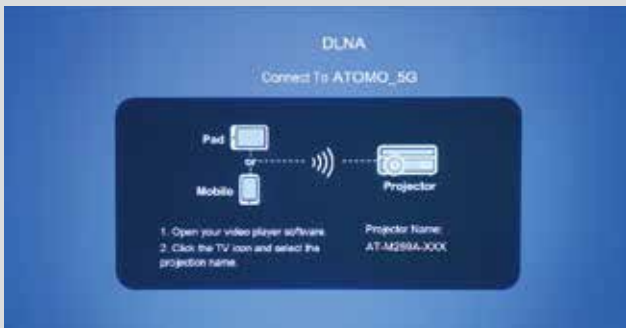 DLNA
Connect To ATOMO_5G
Pad
or
Mobile
Projector
1. Open your video player software.
2. Click the TV icon and select the
projection name.
Projector Name:
AT-M299A-XXX